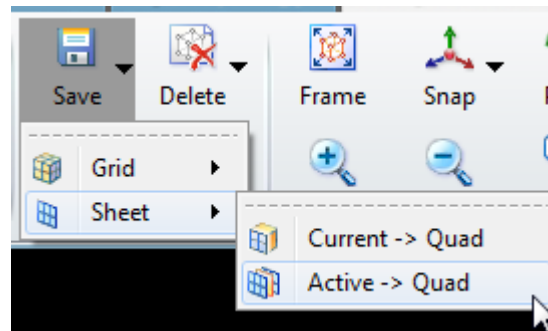 Save Delete Frame Snap
Grid
Sheet
Current -> Quad
Active -> Quad